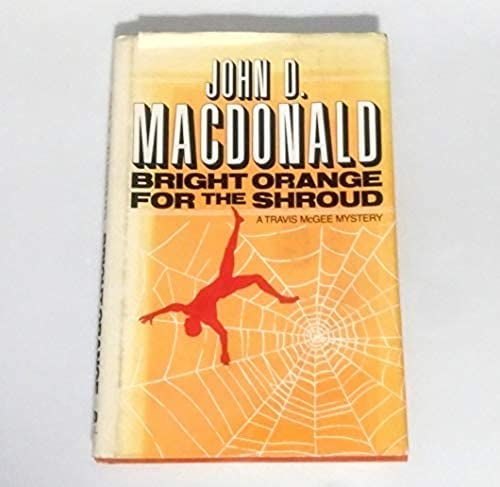 JOHN D.
MACDONALD
BRIGHT ORANGE
FOR THE SHROUD
A TRAVIS McGEE MYSTERY